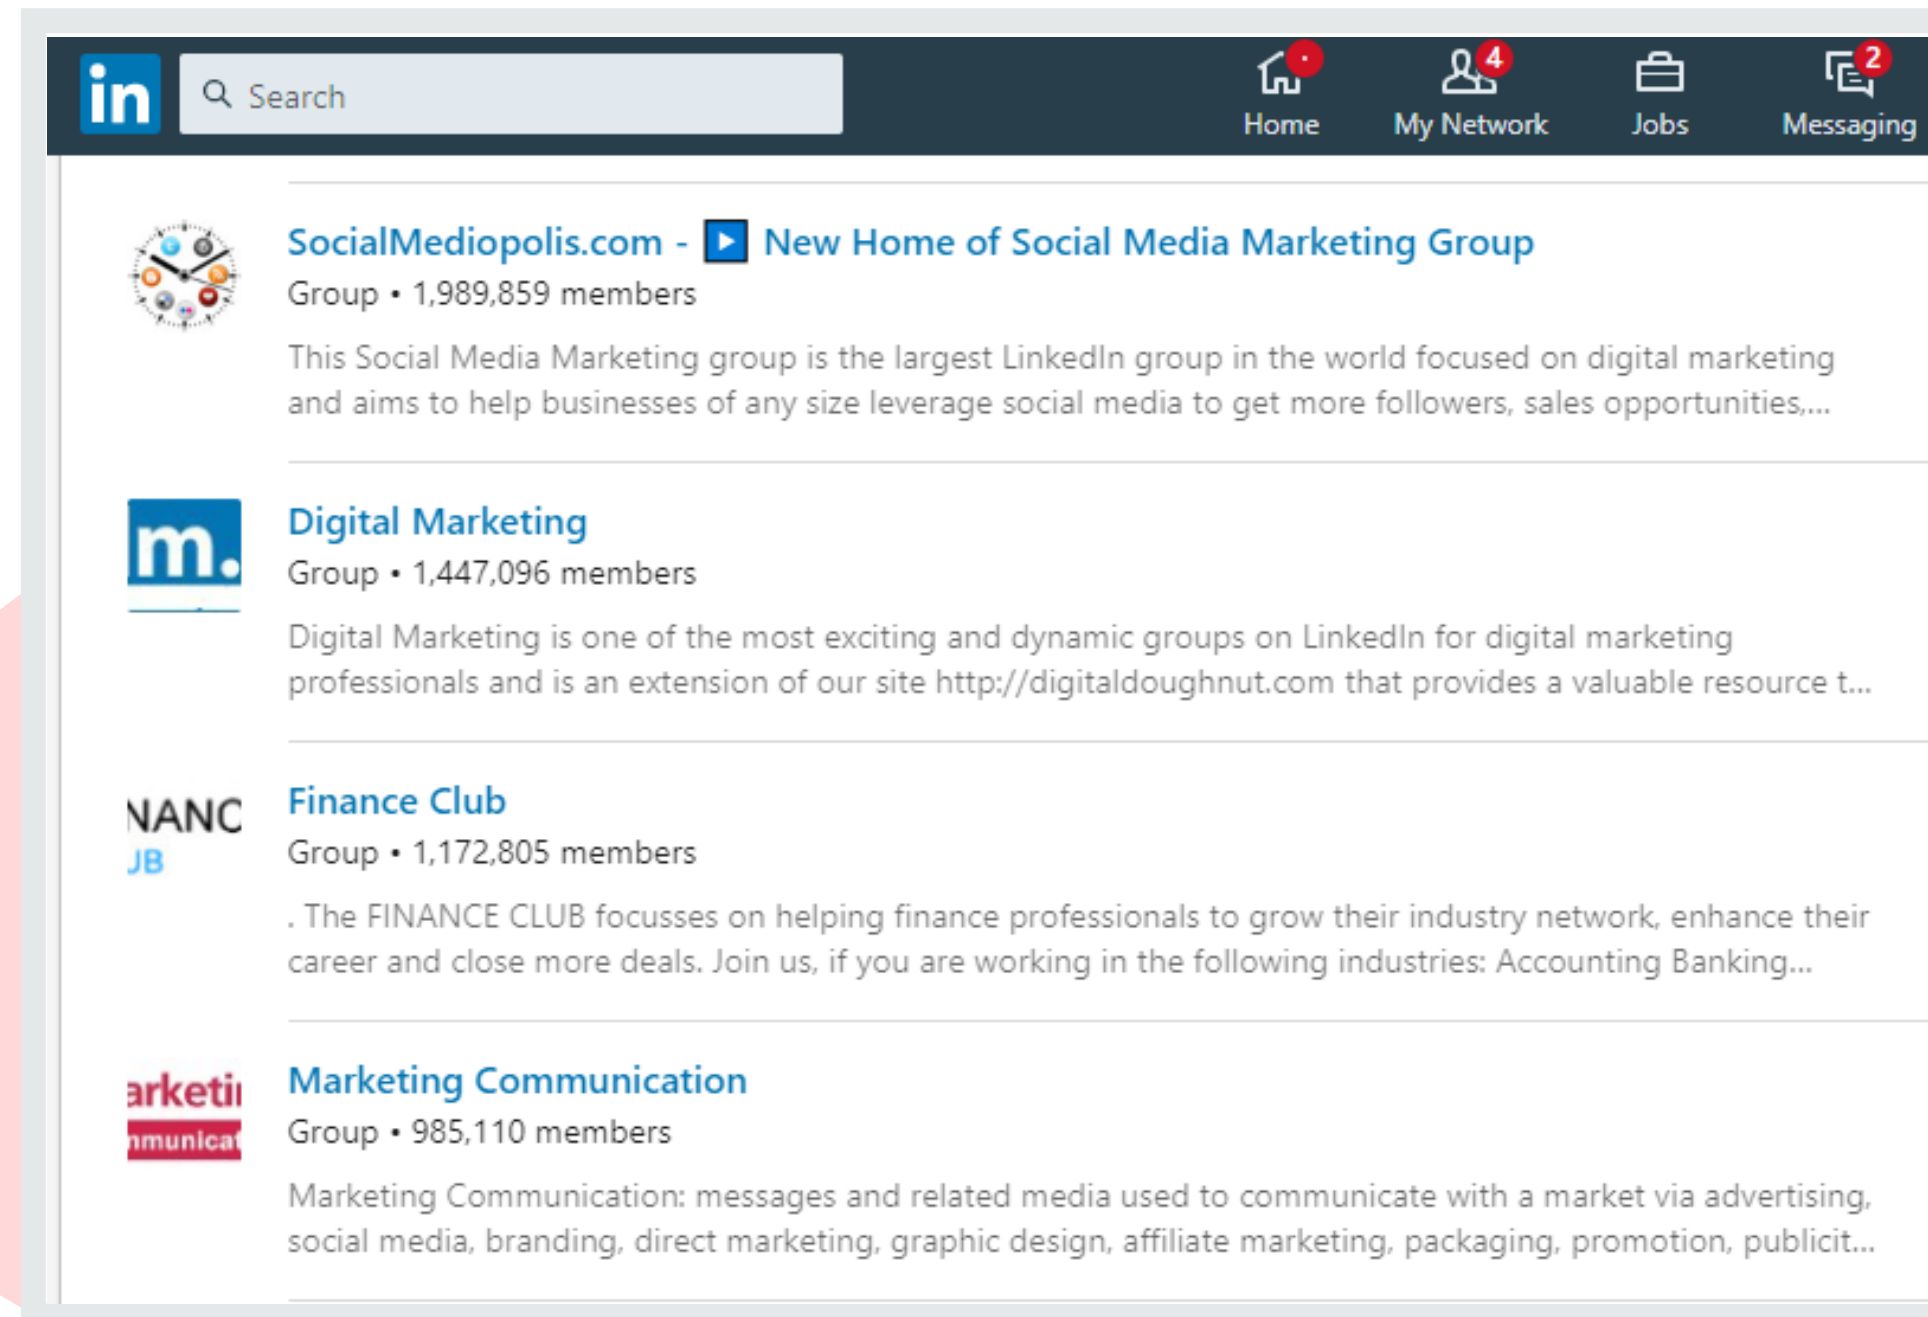 in
Search
Home
4
My Network
Jobs
2
Messaging
SocialMediopolis.com - New Home of Social Media Marketing Group
Group • 1,989,859 members
This Social Media Marketing group is the largest LinkedIn group in the world focused on digital marketing
and aims to help businesses of any size leverage social media to get more followers, sales opportunities,...
m.
Digital Marketing
Group • 1,447,096 members
Digital Marketing is one of the most exciting and dynamic groups on LinkedIn for digital marketing
professionals and is an extension of our site http://digitaldoughnut.com that provides a valuable resource t...
NANC
UB
Finance Club
Group • 1,172,805 members
. The FINANCE CLUB focusses on helping finance professionals to grow their industry network, enhance their
career and close more deals. Join us, if you are working in the following industries: Accounting Banking...
arketi
mmunicat
Marketing Communication
Group • 985,110 members
Marketing Communication: messages and related media used to communicate with a market via advertising,
social media, branding, direct marketing, graphic design, affiliate marketing, packaging, promotion, publicit...